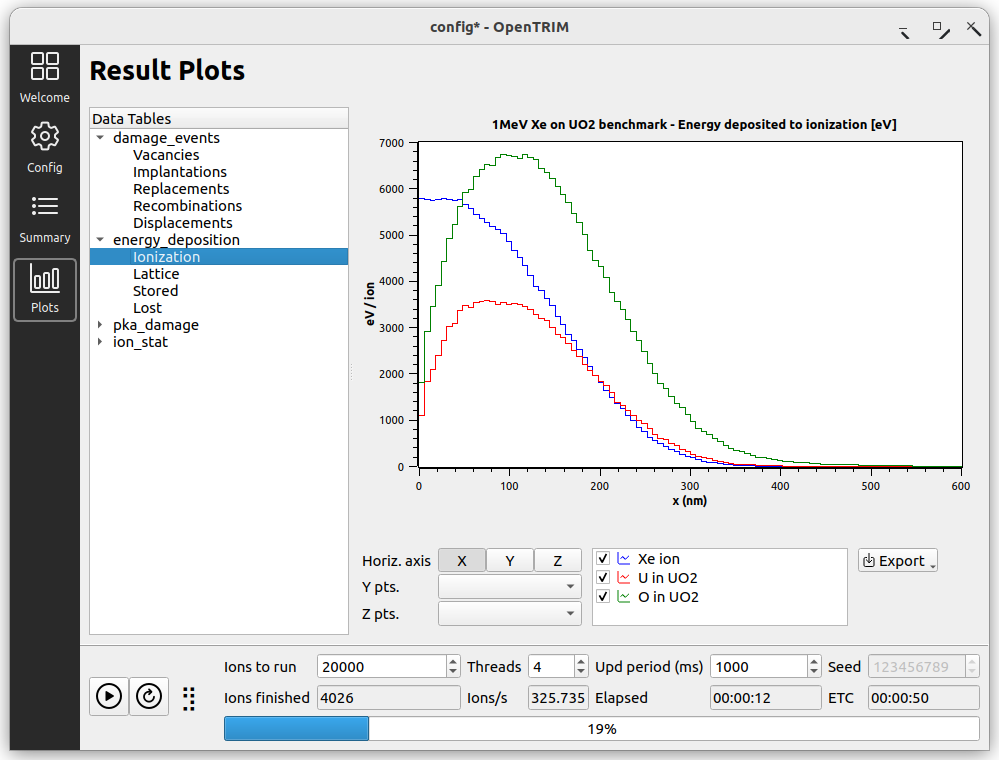 config* - OpenTRIM
Welcome
Config
Summary
Plots
Result Plots
Data Tables
damage_events
Vacancies
Implantations
Replacements
Recombinations
Displacements
energy_deposition
Ionization
Lattice
Stored
Lost
pka_damage
ion_stat
1MeV Xe on UO2 benchmark - Energy deposited to ionization [eV]
eV / ion
7000
6000
5000
4000
3000
2000
1000
0
0 100 200 300 400 500 600
x (nm)
Horiz. axis X Y Z
Y pts.
Z pts.
Xe ion
U in UO2
O in UO2
Export
Ions to run 20000 Threads 4 Upd period (ms) 1000 Seed 123456789
Ions finished 4026 Ions/s 325.735 Elapsed 00:00:12 ETC 00:00:50
19%